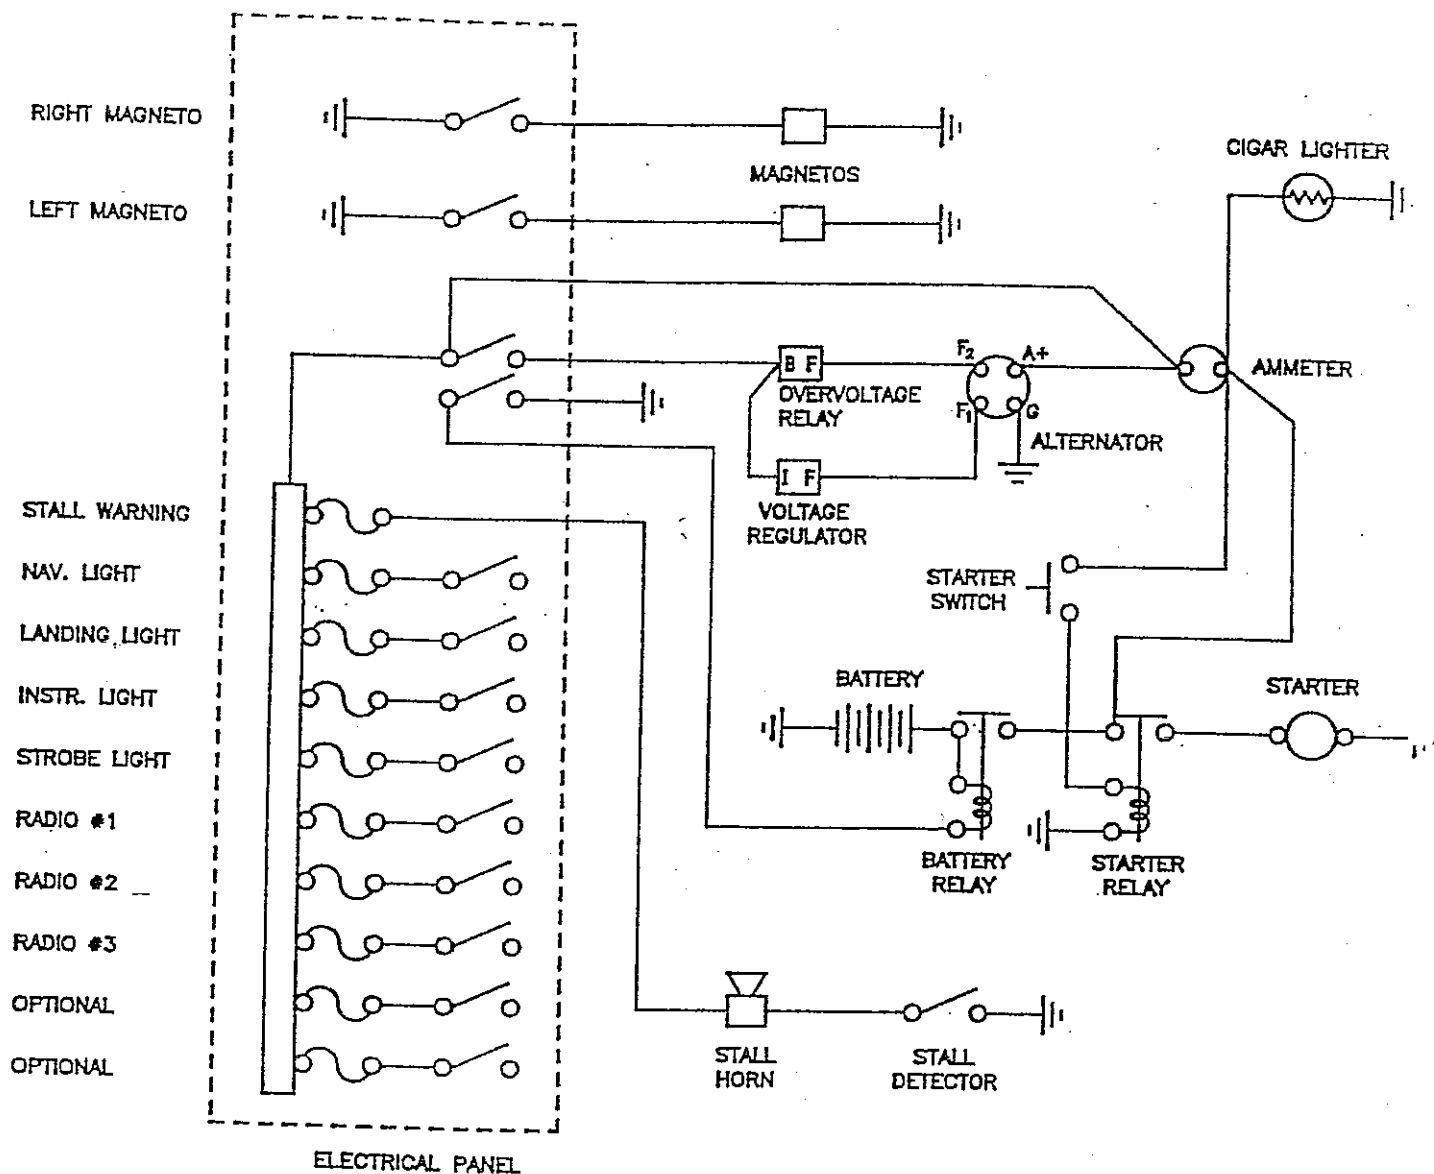 RIGHT MAGNETO
MAGNETOS
CIGAR LIGHTER
LEFT MAGNETO
B F
F2
A+
AMMETER
OVERVOLTAGE
RELAY
F1
G
ALTERNATOR
I F
VOLTAGE
REGULATOR
STALL WARNING
NAV. LIGHT
STARTER
SWITCH
LANDING LIGHT
INSTR. LIGHT
BATTERY
STARTER
STROBE LIGHT
RADIO #1
RADIO #2
BATTERY
RELAY
STARTER
RELAY
RADIO #3
OPTIONAL
OPTIONAL
STALL
HORN
STALL
DETECTOR
ELECTRICAL PANEL